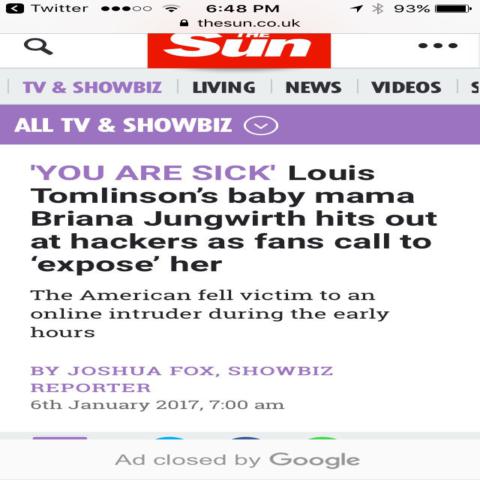 Twitter 6:48 PM 93%
thesun.co.uk
THE
Sun
TV & SHOWBIZ LIVING NEWS VIDEOS S
ALL TV & SHOWBIZ
'YOU ARE SICK' Louis
Tomlinson’s baby mama
Briana Jungwirth hits out
at hackers as fans call to
‘expose’ her
The American fell victim to an
online intruder during the early
hours
BY JOSHUA FOX, SHOWBIZ
REPORTER
6th January 2017, 7:00 am
Ad closed by Google